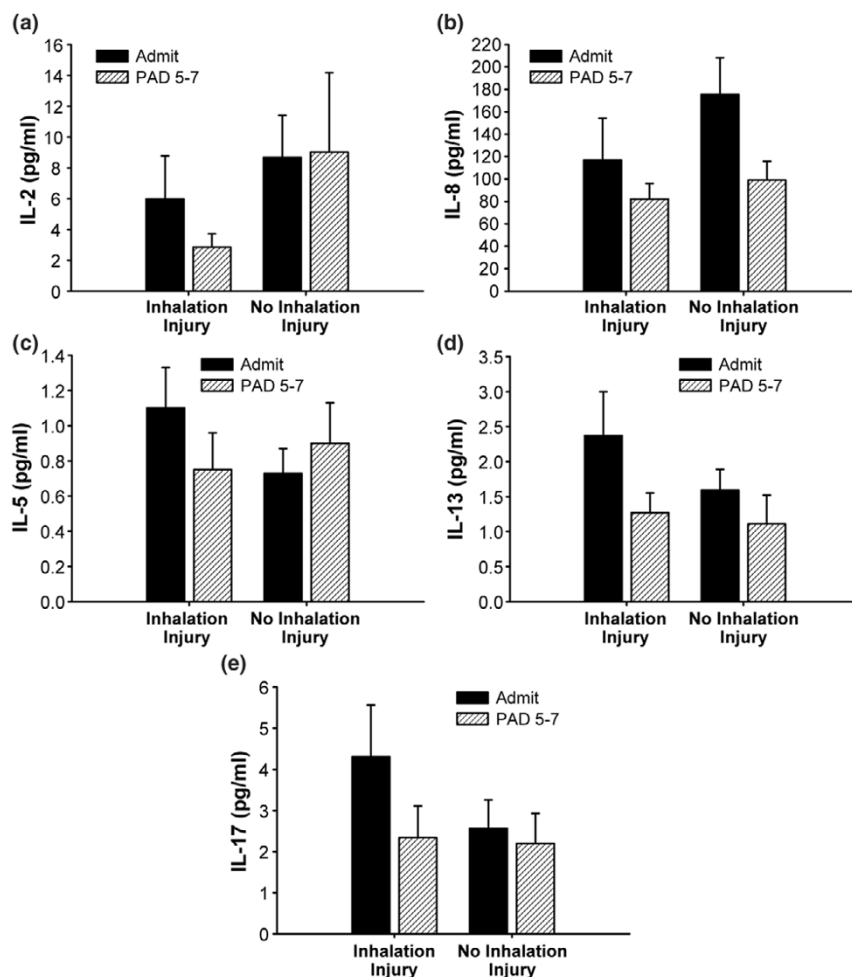 (a)
Admit
PAD 5-7
IL-2 (pg/ml)
16
14
12
10
8
6
4
2
0
Inhalation Injury
No Inhalation Injury
(b)
Admit
PAD 5-7
IL-8 (pg/ml)
220
200
180
160
140
120
100
80
60
40
20
0
Inhalation Injury
No Inhalation Injury
(c)
Admit
PAD 5-7
IL-5 (pg/ml)
1.4
1.2
1.0
0.8
0.6
0.4
0.2
0.0
Inhalation Injury
No Inhalation Injury
(d)
Admit
PAD 5-7
IL-13 (pg/ml)
3.5
3.0
2.5
2.0
1.5
1.0
0.5
0.0
Inhalation Injury
No Inhalation Injury
(e)
Admit
PAD 5-7
IL-17 (pg/ml)
6
5
4
3
2
1
0
Inhalation Injury
No Inhalation Injury